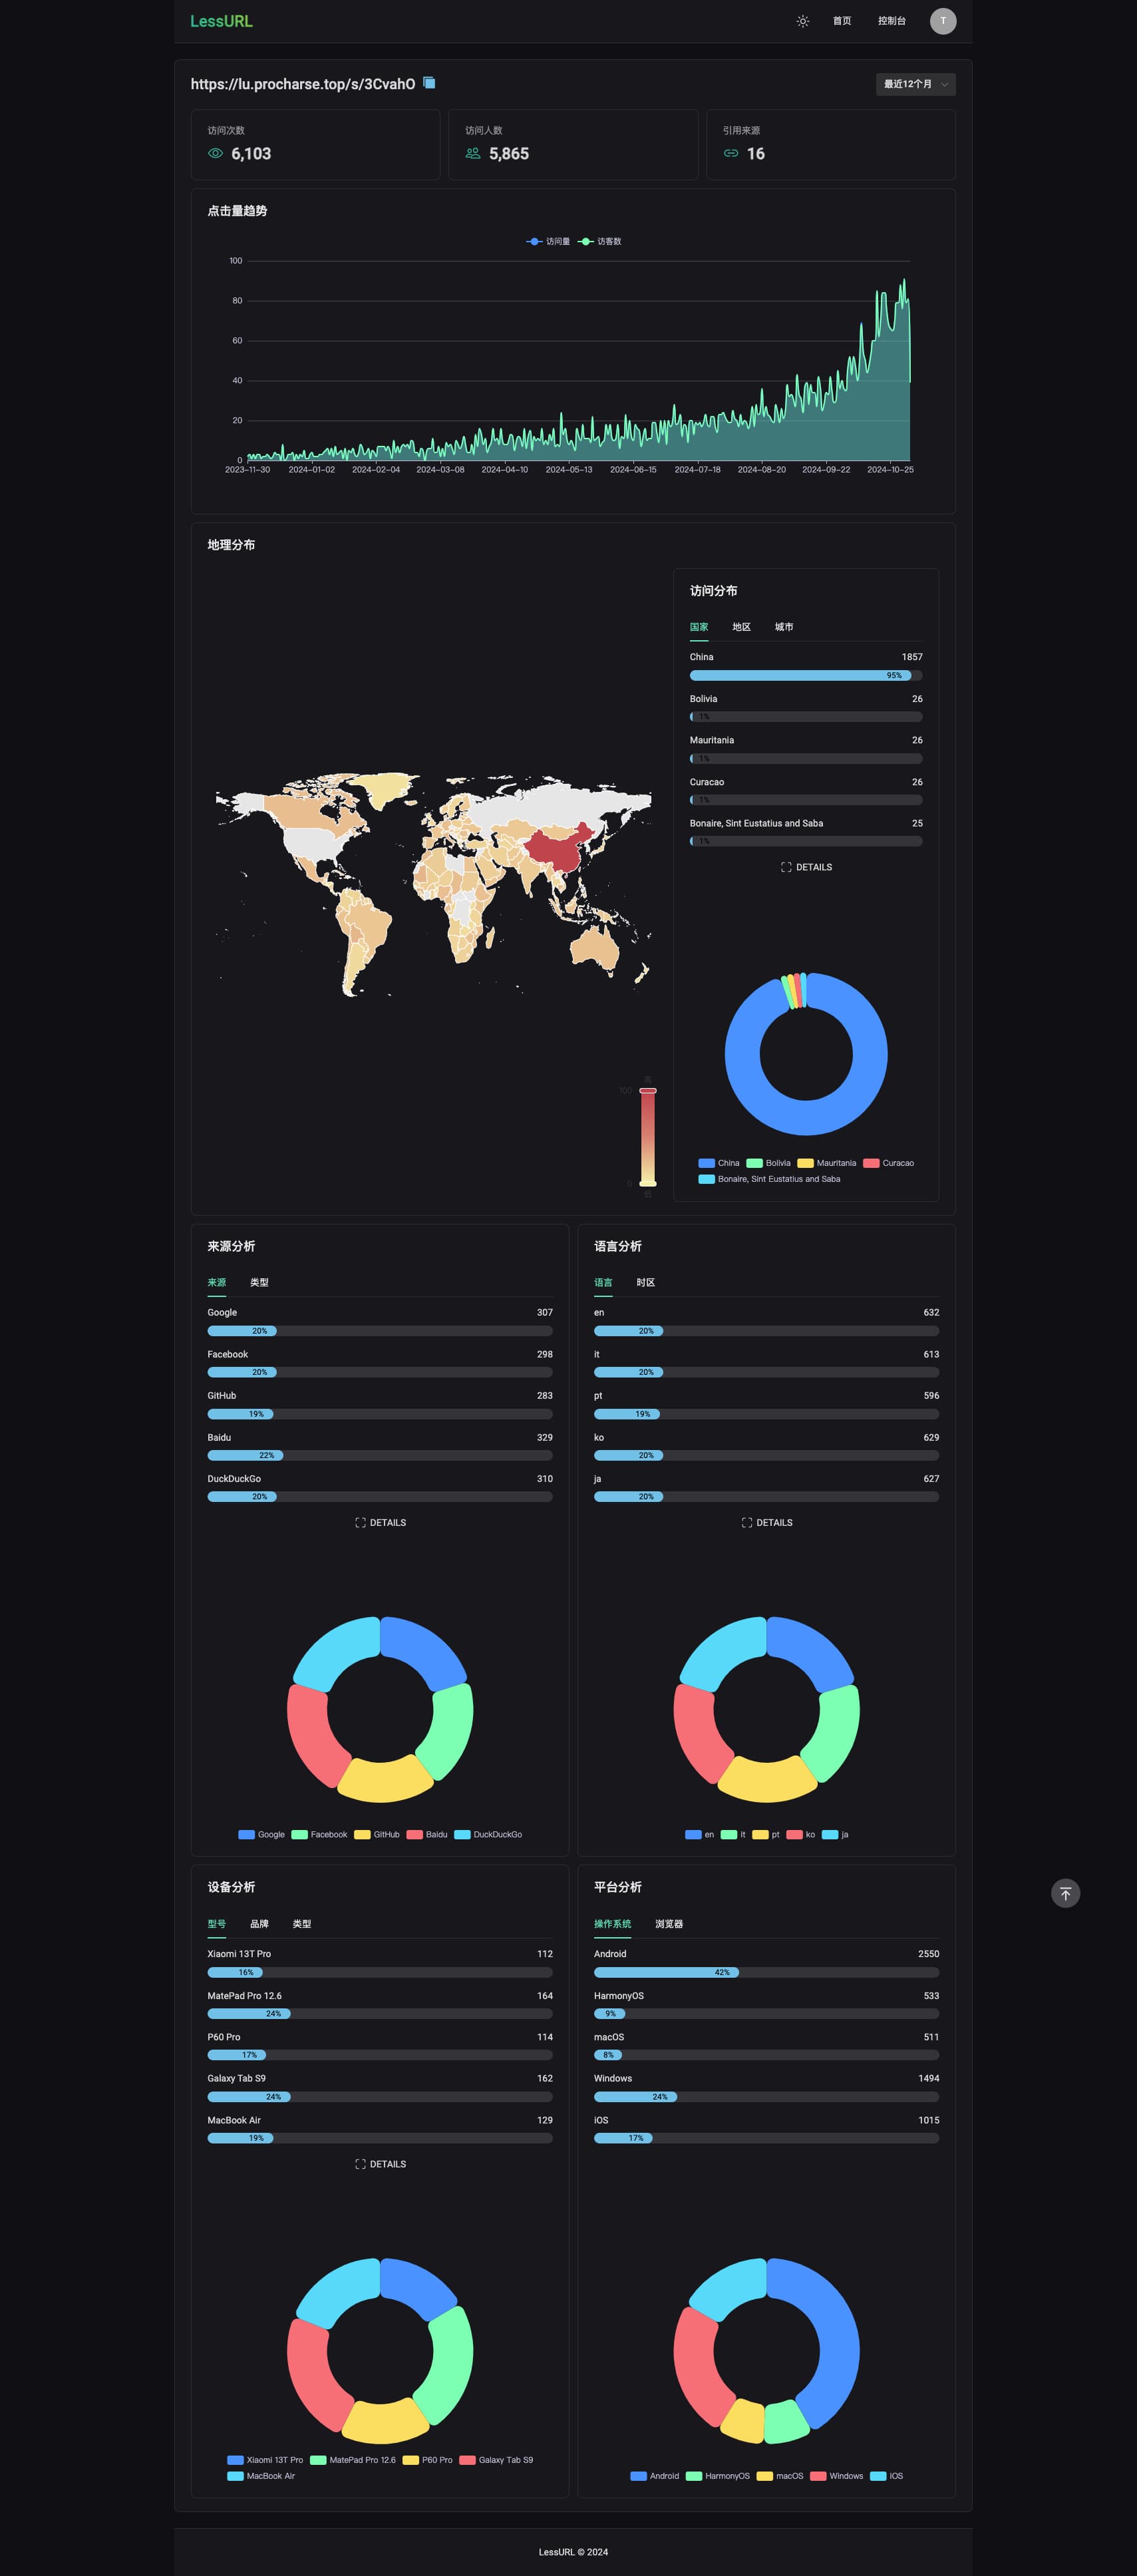 LessURL
首页 控制台 T
https://lu.procharse.top/s/3CvahO 最近12个月
访问次数 访问人数 引用来源
6,103 5,865 16
点击量趋势
访问量 访客数
100
80
60
40
20
0
2023-11-30 2024-01-02 2024-02-04 2024-03-08 2024-04-10 2024-05-13 2024-06-15 2024-07-18 2024-08-20 2024-09-22 2024-10-25
地理分布
访问分布
国家 地区 城市
China 1857
95%
Bolivia 26
1%
Mauritania 26
1%
Curacao 26
1%
Bonaire, Sint Eustatius and Saba 25
1%
DETAILS
高
100
0
低
China Bolivia Mauritania Curacao
Bonaire, Sint Eustatius and Saba
来源分析
来源 类型
Google 307
20%
Facebook 298
20%
GitHub 283
19%
Baidu 329
22%
DuckDuckGo 310
20%
DETAILS
Google Facebook GitHub Baidu DuckDuckGo
语言分析
语言 时区
en 632
20%
it 613
20%
pt 596
19%
ko 629
20%
ja 627
20%
DETAILS
en it pt ko ja
设备分析
型号 品牌 类型
Xiaomi 13T Pro 112
16%
MatePad Pro 12.6 164
24%
P60 Pro 114
17%
Galaxy Tab S9 162
24%
MacBook Air 129
19%
DETAILS
Xiaomi 13T Pro MatePad Pro 12.6 P60 Pro Galaxy Tab S9
MacBook Air
平台分析
操作系统 浏览器
Android 2550
42%
HarmonyOS 533
9%
macOS 511
8%
Windows 1494
24%
iOS 1015
17%
Android HarmonyOS macOS Windows iOS
LessURL © 2024